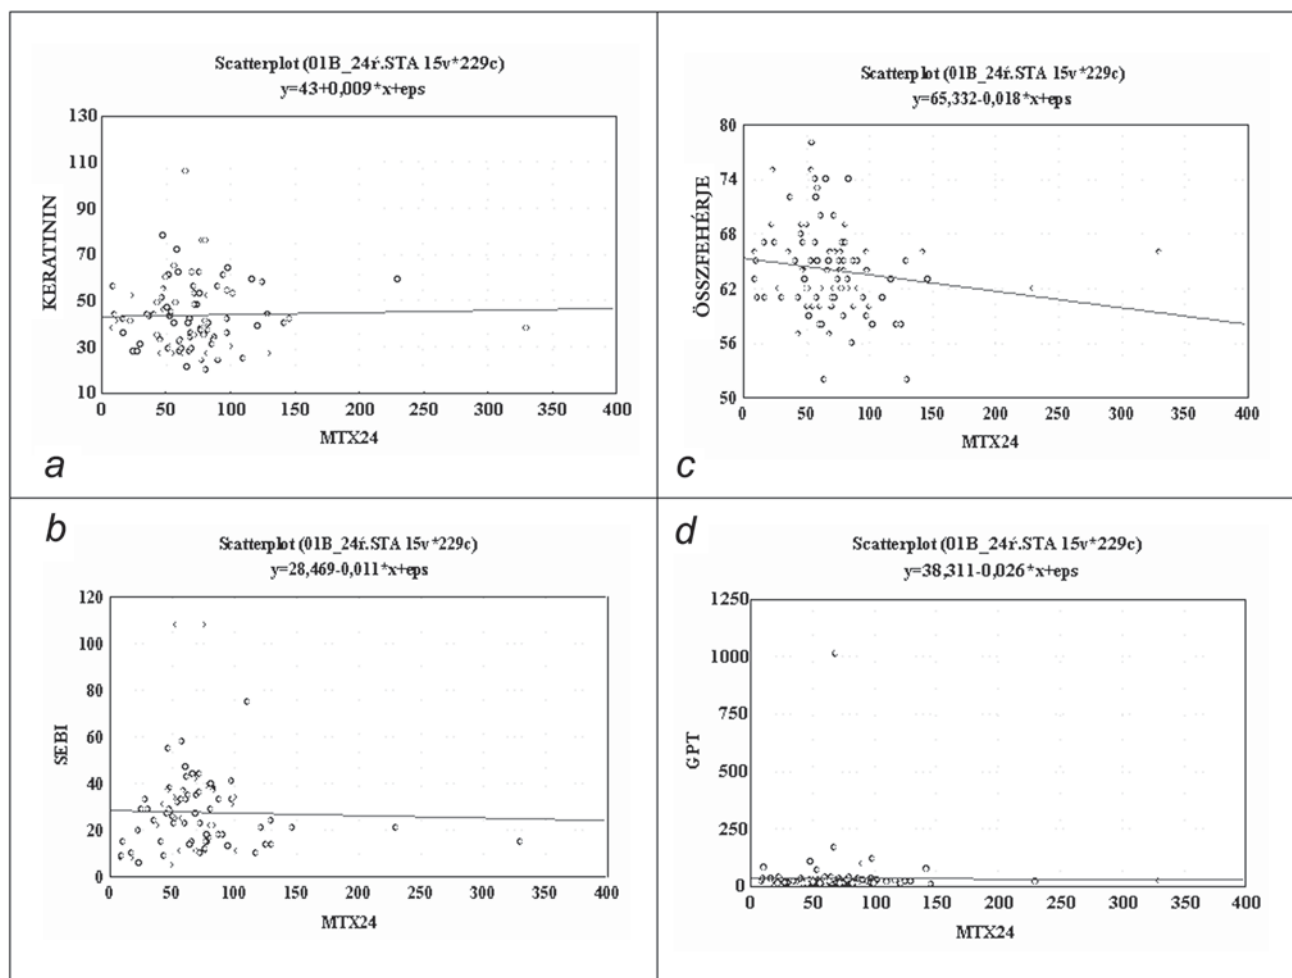 Scatterplot (01B_24ŕ.STA 15v*229c)
y=43+0,009*x+eps
130
110
90
70
50
30
10
KERATININ
0 50 100 150 200 250 300 350 400
MTX24
a
Scatterplot (01B_24ŕ.STA 15v*229c)
y=65,332-0,018*x+eps
80
74
68
62
56
50
ÖSSZFEHÉRJE
0 50 100 150 200 250 300 350 400
MTX24
c
b
Scatterplot (01B_24ŕ.STA 15v*229c)
y=28,469-0,011*x+eps
120
100
80
60
40
20
0
SEBI
0 50 100 150 200 250 300 350 400
MTX24
d
Scatterplot (01B_24ŕ.STA 15v*229c)
y=38,311-0,026*x+eps
1250
1000
750
500
250
0
GPT
0 50 100 150 200 250 300 350 400
MTX24